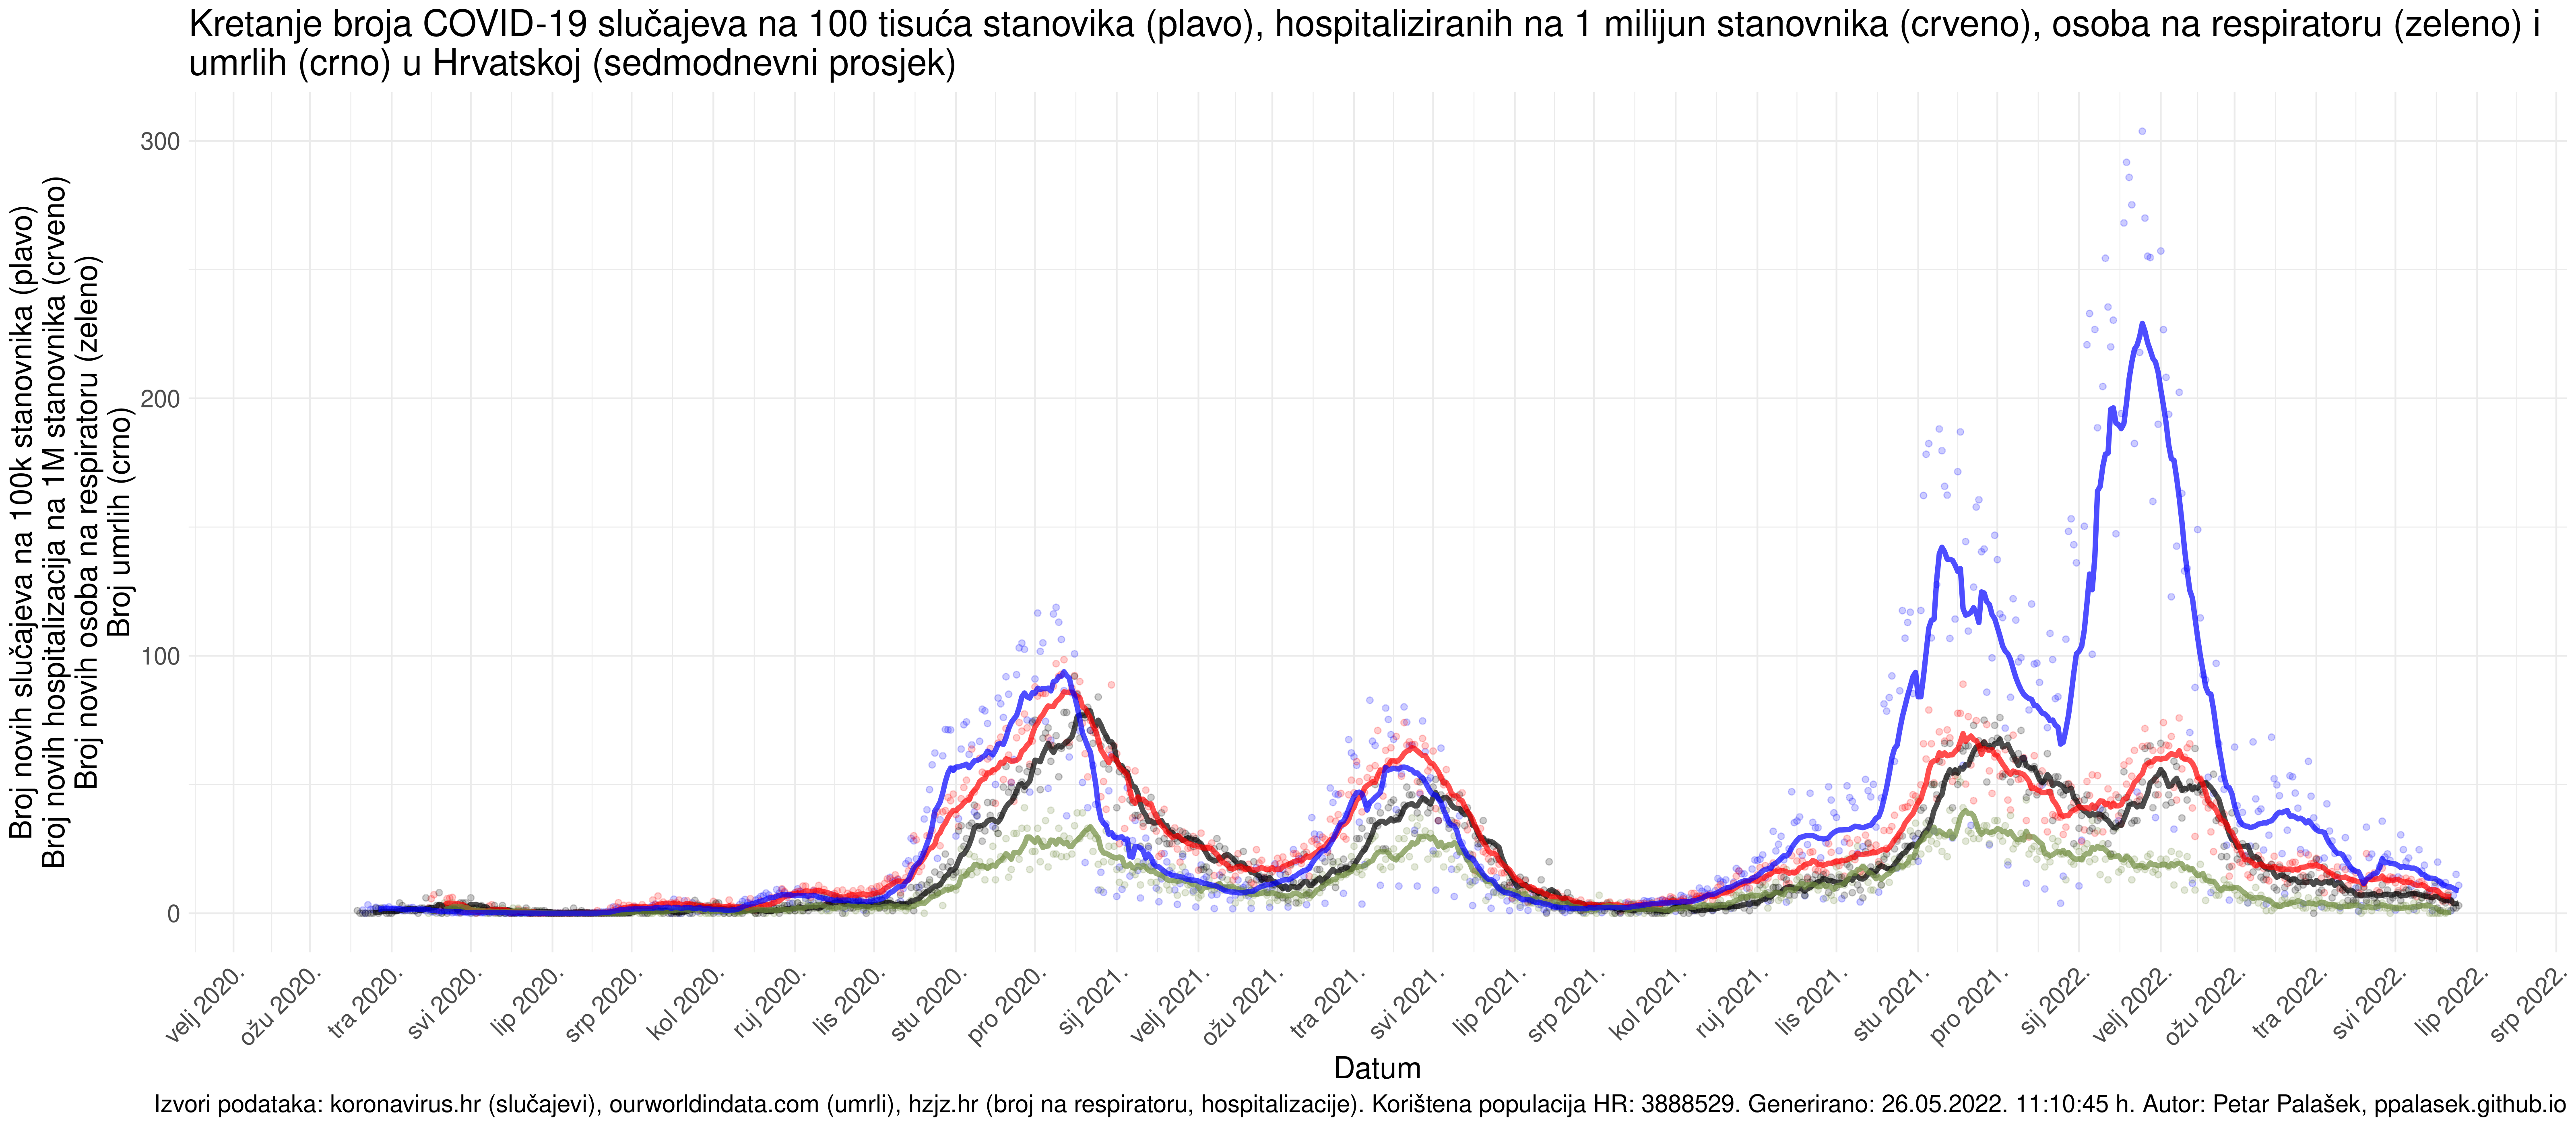 Kretanje broja COVID-19 slučajeva na 100 tisuća stanovika (plavo), hospitaliziranih na 1 milijun stanovnika (crveno), osoba na respiratoru (zeleno) i
umrlih (crno) u Hrvatskoj (sedmodnevni prosjek)
Broj novih slučajeva na 100k stanovnika (plavo)
Broj novih hospitalizacija na 1M stanovnika (crveno)
Broj novih osoba na respiratoru (zeleno)
Broj umrlih (crno)
300
200
100
0
velj 2020.
ožu 2020.
tra 2020.
svi 2020.
lip 2020.
srp 2020.
kol 2020.
ruj 2020.
lis 2020.
stu 2020.
pro 2020.
sij 2021.
velj 2021.
ožu 2021.
tra 2021.
svi 2021.
lip 2021.
srp 2021.
kol 2021.
ruj 2021.
lis 2021.
stu 2021.
pro 2021.
sij 2022.
velj 2022.
ožu 2022.
tra 2022.
svi 2022.
lip 2022.
srp 2022.
Datum
Izvori podataka: koronavirus.hr (slučajevi), ourworldindata.com (umrli), hzjz.hr (broj na respiratoru, hospitalizacije). Korištena populacija HR: 3888529. Generirano: 26.05.2022. 11:10:45 h. Autor: Petar Palašek, ppalasek.github.io